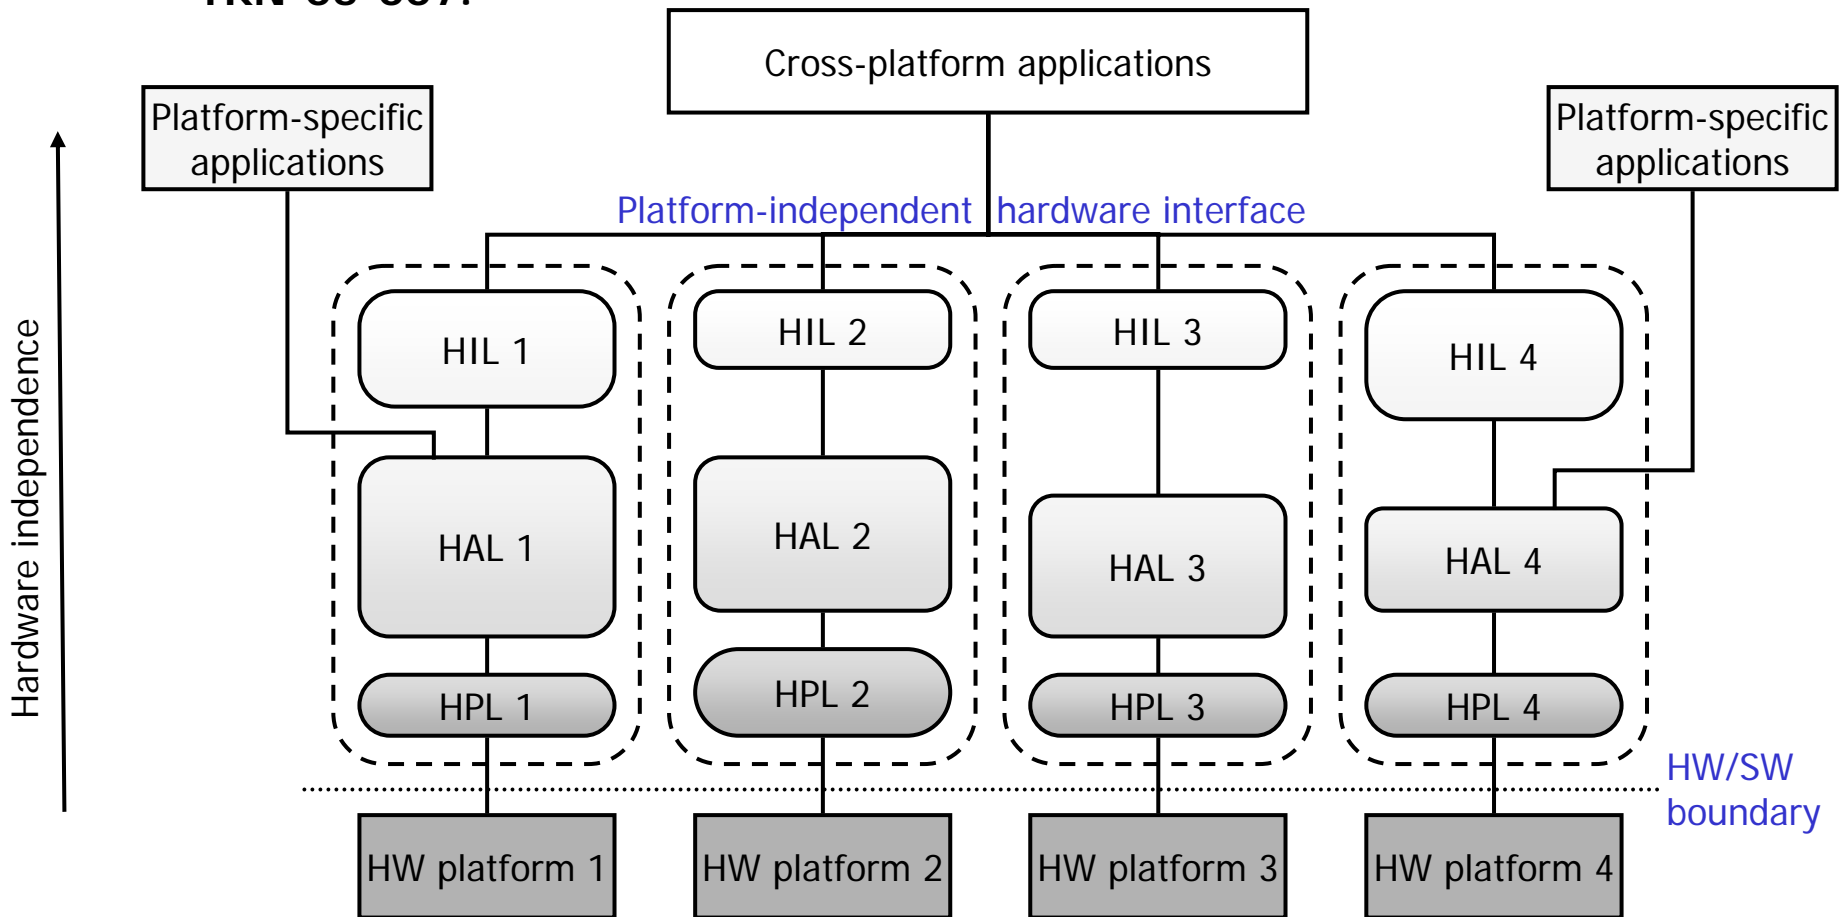 Cross-platform applications
Platform-specific
applications
Platform-specific
applications
Platform-independent hardware interface
Hardware independence
HIL 1
HIL 2
HIL 3
HIL 4
HAL 1
HAL 2
HAL 3
HAL 4
HPL 1
HPL 2
HPL 3
HPL 4
HW/SW
boundary
HW platform 1
HW platform 2
HW platform 3
HW platform 4